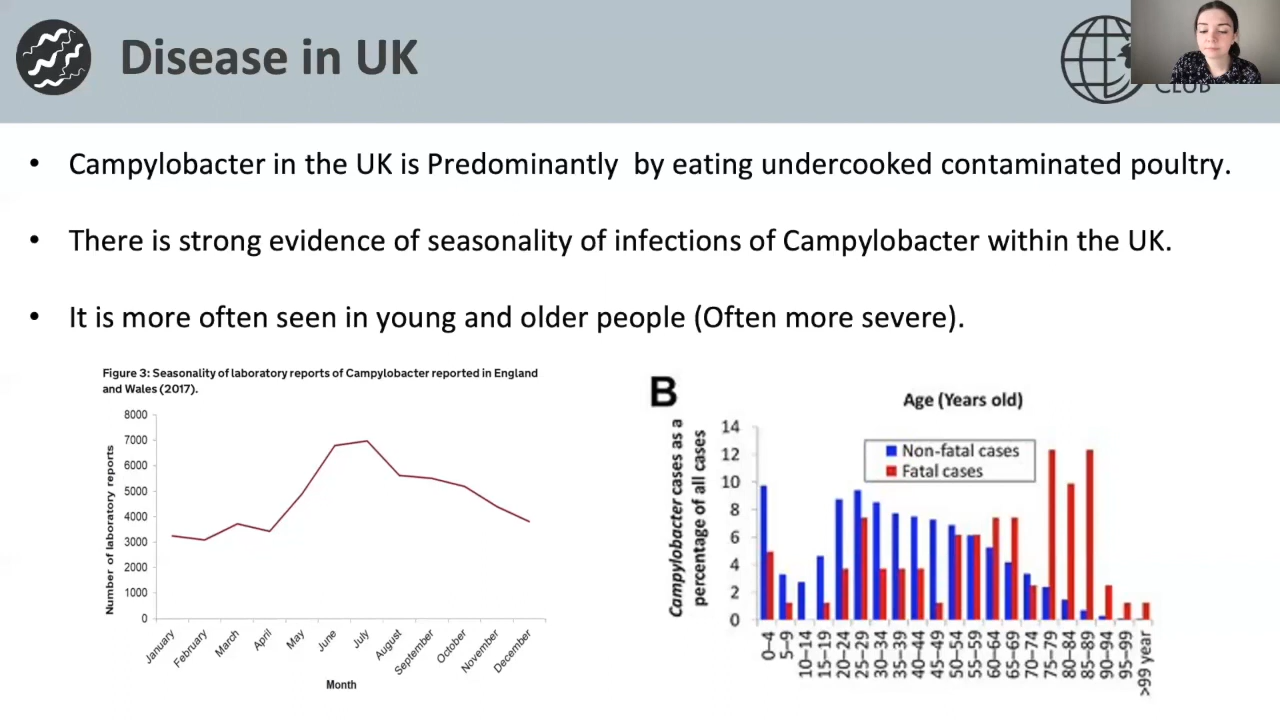 Disease in UK
CLUB
• Campylobacter in the UK is Predominantly  by eating undercooked contaminated poultry.
• There is strong evidence of seasonality of infections of Campylobacter within the UK.
• It is more often seen in young and older people (Often more severe).
Figure 3: Seasonality of laboratory reports of Campylobacter reported in England
and Wales (2017).
Number of laboratory reports
8000
7000
6000
5000
4000
3000
2000
1000
0
January
February
March
April
May
June
July
August
September
October
November
December
Month
B
Age (Years old)
Campylobacter cases as a
percentage of all cases
14
12
10
8
6
4
2
0
Non-fatal cases
Fatal cases
0–4
5–9
10–14
15–19
20–24
25–29
30–34
35–39
40–44
45–49
50–54
55–59
60–64
65–69
70–74
75–79
80–84
85–89
90–94
95–99
>99 year